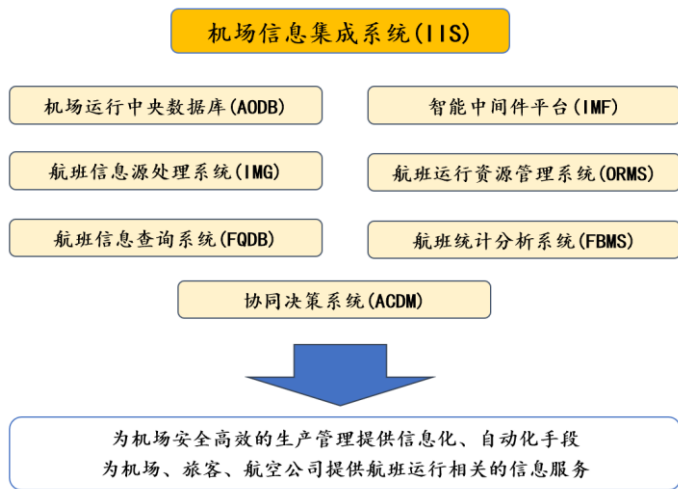 机场信息集成系统(IIS)
机场运行中央数据库(AODB)
智能中间件平台(IMF)
航班信息源处理系统(IMG)
航班运行资源管理系统(ORMS)
航班信息查询系统(FQDB)
航班统计分析系统(FBMS)
协同决策系统(ACDM)
为机场安全高效的生产管理提供信息化、自动化手段
为机场、旅客、航空公司提供航班运行相关的信息服务